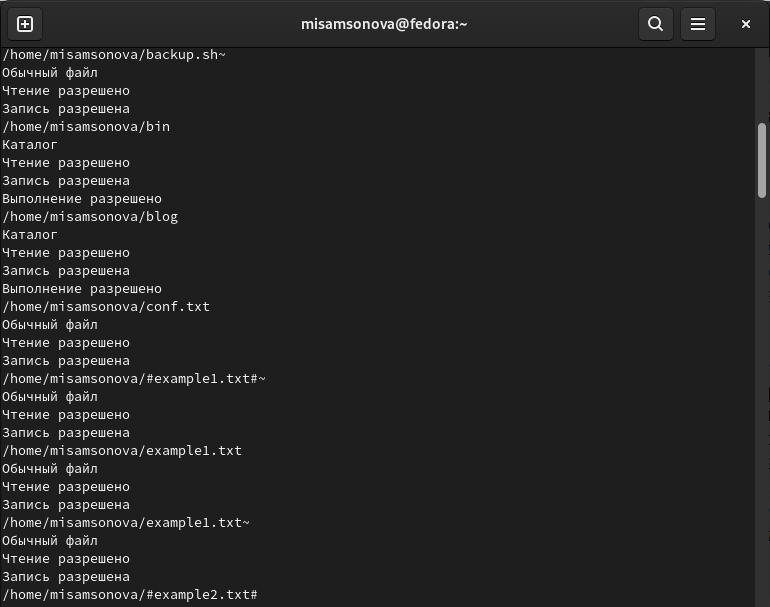 misamsonova@fedora:~
/home/misamsonova/backup.sh~
Обычный файл
Чтение разрешено
Запись разрешена
/home/misamsonova/bin
Каталог
Чтение разрешено
Запись разрешена
Выполнение разрешено
/home/misamsonova/blog
Каталог
Чтение разрешено
Запись разрешена
Выполнение разрешено
/home/misamsonova/conf.txt
Обычный файл
Чтение разрешено
Запись разрешена
/home/misamsonova/#example1.txt#~
Обычный файл
Чтение разрешено
Запись разрешена
/home/misamsonova/example1.txt
Обычный файл
Чтение разрешено
Запись разрешена
/home/misamsonova/example1.txt~
Обычный файл
Чтение разрешено
Запись разрешена
/home/misamsonova/#example2.txt#